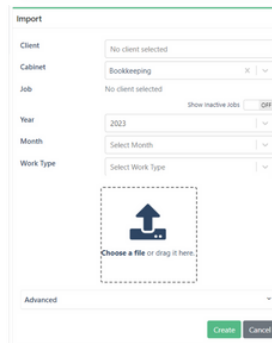 Import
Client
No client selected
Cabinet
Bookkeeping
Job
No client selected
Show Inactive Jobs
OFF
Year
2023
Month
Select Month
Work Type
Select Work Type
Choose a file or drag it here.
Advanced
Create
Cancel